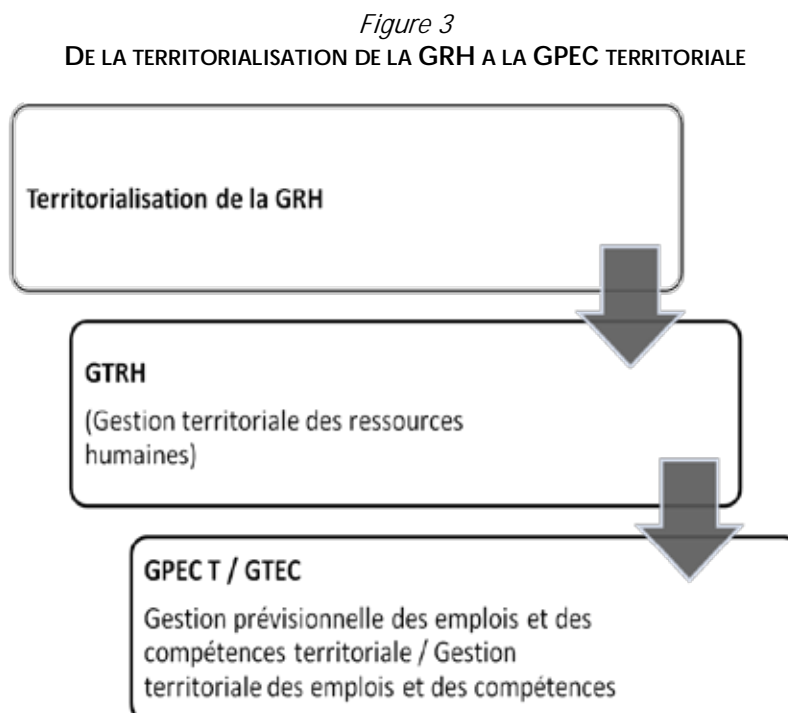 Figure 3
DE LA TERRITORIALISATION DE LA GRH A LA GPEC TERRITORIALE
Territorialisation de la GRH
GTRH
(Gestion territoriale des ressources
humaines)
GPEC T / GTEC
Gestion prévisionnelle des emplois et des
compétences territoriale / Gestion
territoriale des emplois et des compétences